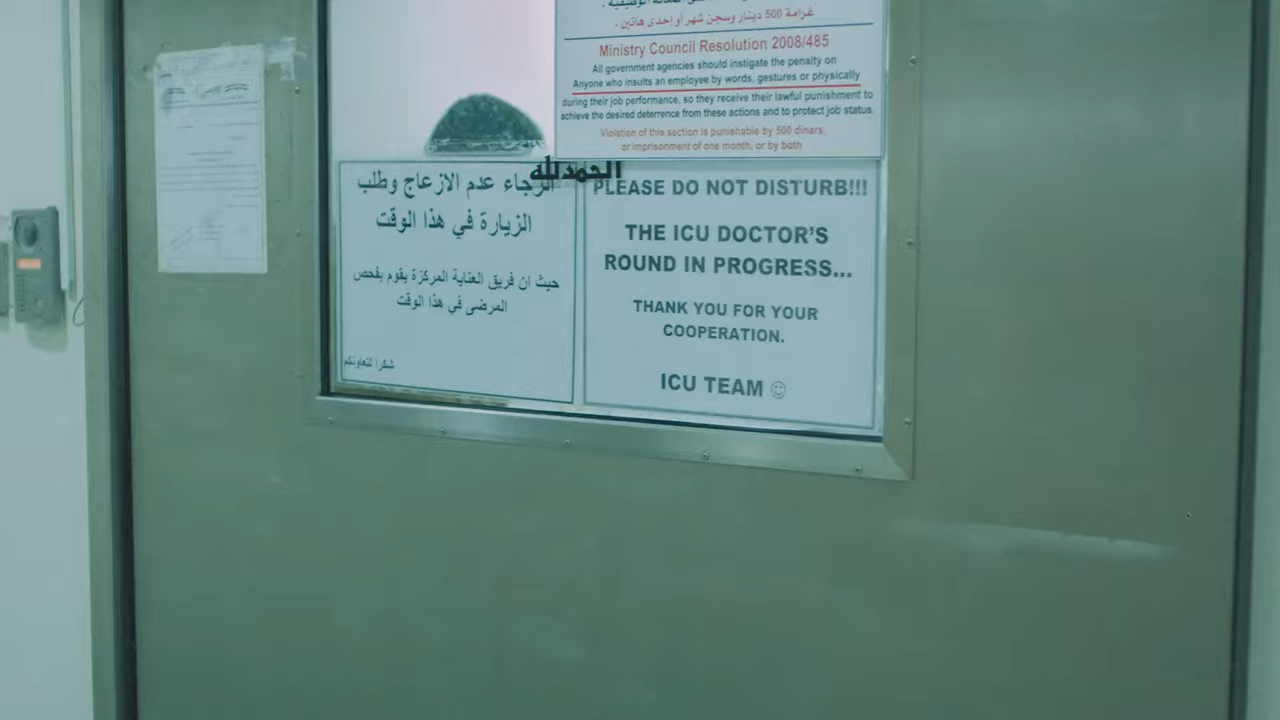 غرامة 500 دينار وسجن شهر أو إحدى هاتين .
Ministry Council Resolution 2008/485
All government agencies should instigate the penalty on
Anyone who insults an employee by words, gestures or physically
during their job performance, so they receive their lawful punishment to
achieve the desired deterrence from these actions and to protect job status.
Violation of this section is punishable by 500 dinars,
or imprisonment of one month, or by both
الحمدلله
الرجاء عدم الازعاج وطلب
الزيارة في هذا الوقت
حيث ان فريق العناية المركزة يقوم بفحص
المرضى في هذا الوقت
شكرا لتعاونكم
PLEASE DO NOT DISTURB!!!
THE ICU DOCTOR'S
ROUND IN PROGRESS...
THANK YOU FOR YOUR
COOPERATION.
ICU TEAM ☺